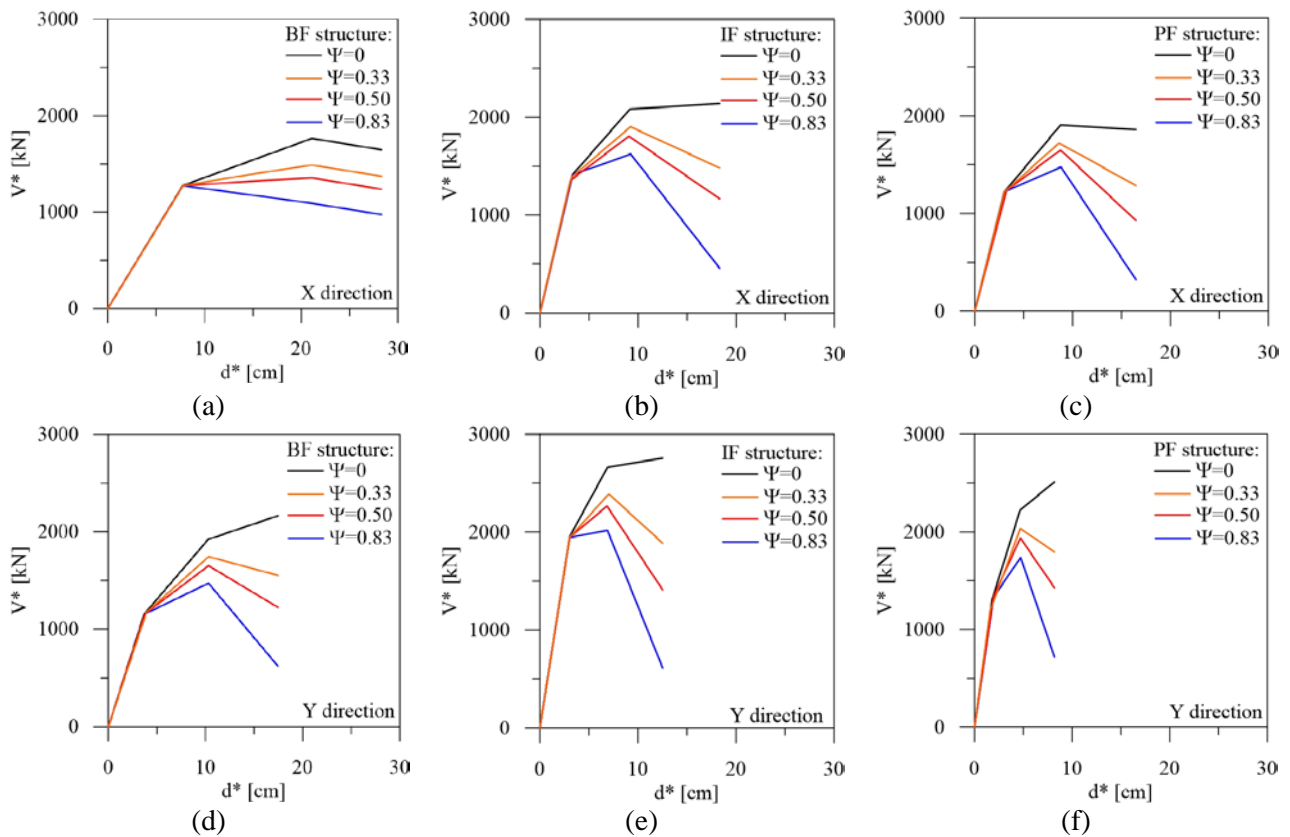 3000
2000
1000
0
V* [kN]
BF structure:
Ψ=0
Ψ=0.33
Ψ=0.50
Ψ=0.83
X direction
0 10 20 30
d* [cm]
(a)
3000
2000
1000
0
V* [kN]
IF structure:
Ψ=0
Ψ=0.33
Ψ=0.50
Ψ=0.83
X direction
0 10 20 30
d* [cm]
(b)
3000
2000
1000
0
V* [kN]
PF structure:
Ψ=0
Ψ=0.33
Ψ=0.50
Ψ=0.83
X direction
0 10 20 30
d* [cm]
(c)
3000
2000
1000
0
V* [kN]
BF structure:
Ψ=0
Ψ=0.33
Ψ=0.50
Ψ=0.83
Y direction
0 10 20 30
d* [cm]
(d)
3000
2000
1000
0
V* [kN]
IF structure:
Ψ=0
Ψ=0.33
Ψ=0.50
Ψ=0.83
Y direction
0 10 20 30
d* [cm]
(e)
3000
2000
1000
0
V* [kN]
PF structure:
Ψ=0
Ψ=0.33
Ψ=0.50
Ψ=0.83
Y direction
0 10 20 30
d* [cm]
(f)